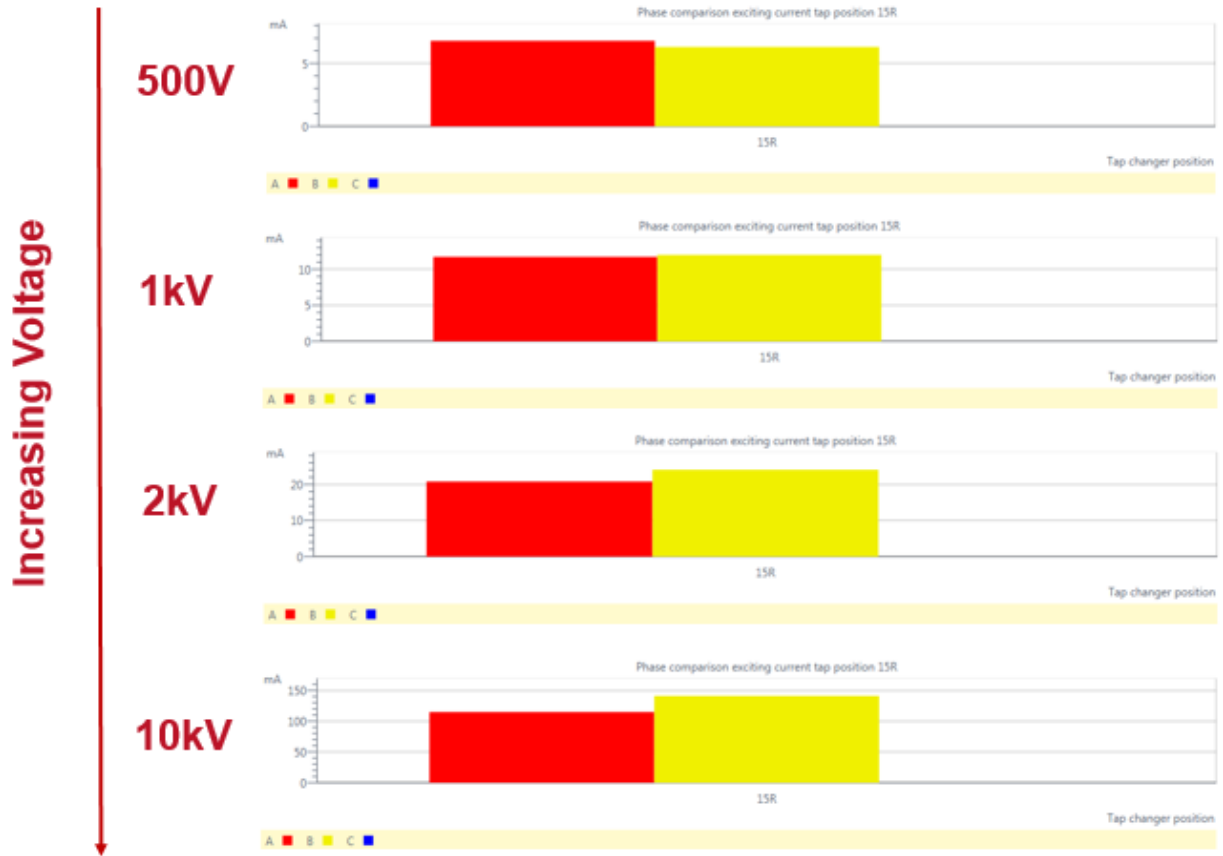 Increasing Voltage
500V
Phase comparison exciting current tap position 15R
mA
5
0
15R
Tap changer position
A B C
1kV
Phase comparison exciting current tap position 15R
mA
10
5
0
15R
Tap changer position
A B C
2kV
Phase comparison exciting current tap position 15R
mA
20
10
0
15R
Tap changer position
A B C
10kV
Phase comparison exciting current tap position 15R
mA
150
100
50
0
15R
Tap changer position
A B C